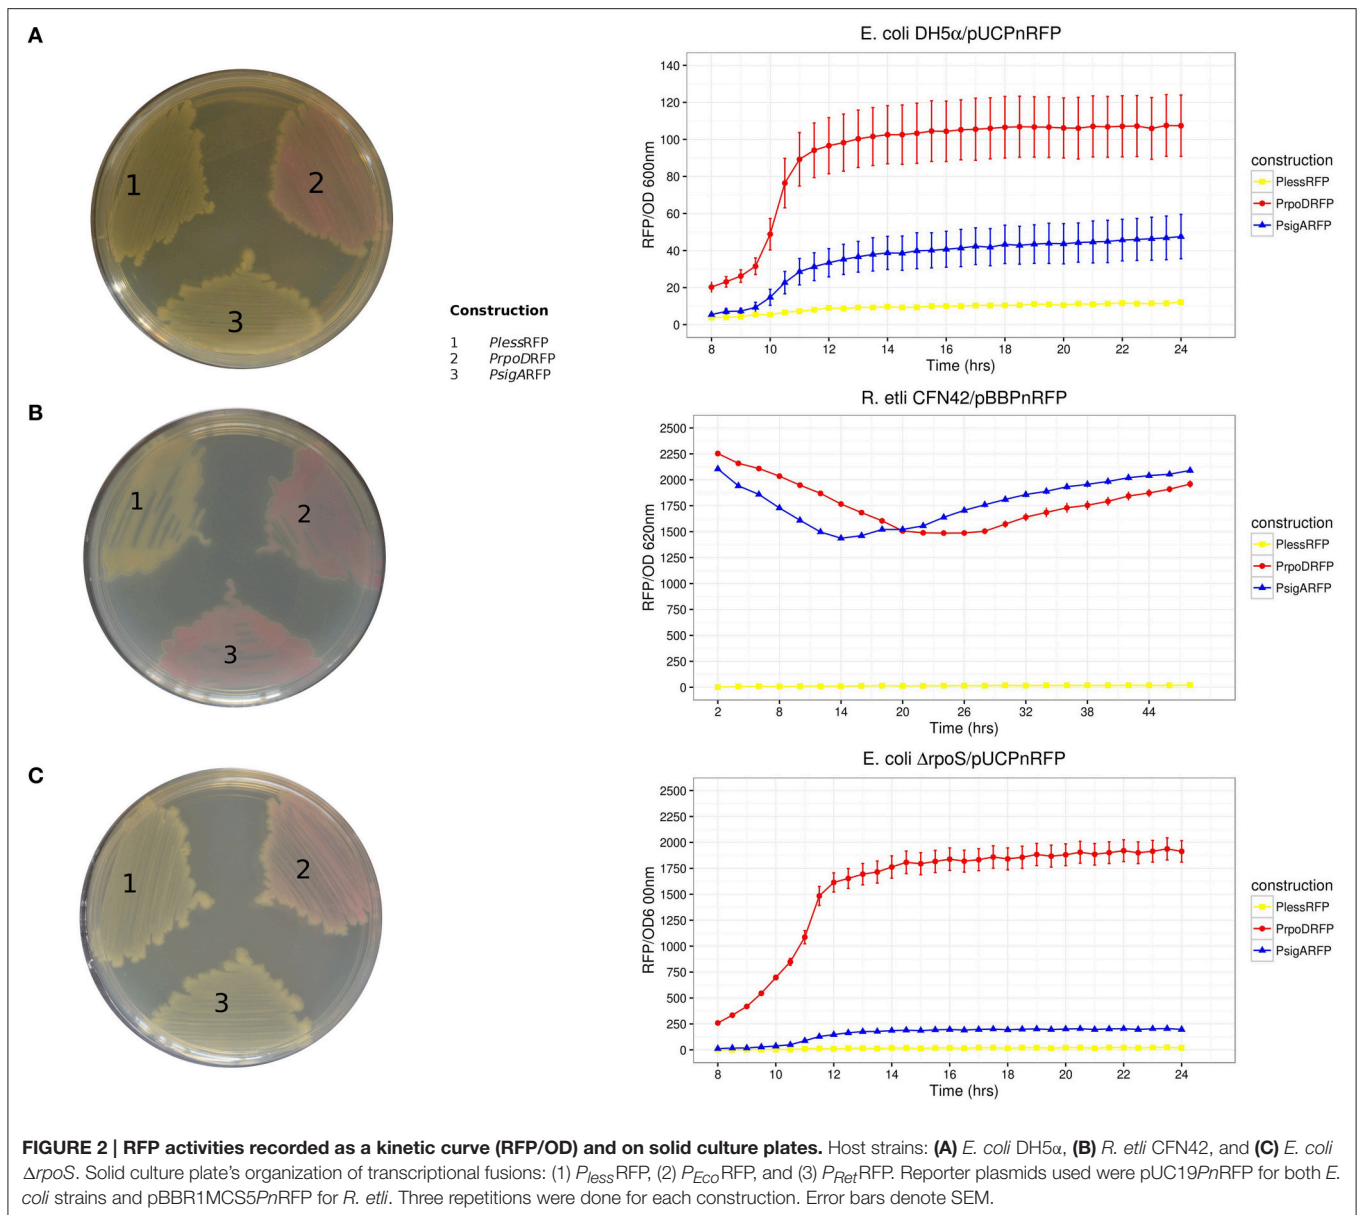 A
1
2
3
Construction
1 PlessRFP
2 PrpoDRFP
3 PsigARFP
E. coli DH5α/pUCPnRFP
RFP/OD 600nm
140
120
100
80
60
40
20
0
8 10 12 14 16 18 20 22 24
Time (hrs)
construction
PlessRFP
PrpoDRFP
PsigARFP
B
1
2
3
R. etli CFN42/pBBPnRFP
RFP/OD 620nm
2500
2250
2000
1750
1500
1250
1000
750
500
250
0
2 8 14 20 26 32 38 44
Time (hrs)
construction
PlessRFP
PrpoDRFP
PsigARFP
C
1
2
3
E. coli ΔrpoS/pUCPnRFP
RFP/OD6 00nm
2500
2250
2000
1750
1500
1250
1000
750
500
250
0
8 10 12 14 16 18 20 22 24
Time (hrs)
construction
PlessRFP
PrpoDRFP
PsigARFP
FIGURE 2 | RFP activities recorded as a kinetic curve (RFP/OD) and on solid culture plates. Host strains: (A) E. coli DH5α, (B) R. etli CFN42, and (C) E. coli
ΔrpoS. Solid culture plate's organization of transcriptional fusions: (1) PlessRFP, (2) PEcoRFP, and (3) PRetRFP. Reporter plasmids used were pUC19PnRFP for both E.
coli strains and pBBR1MCS5PnRFP for R. etli. Three repetitions were done for each construction. Error bars denote SEM.